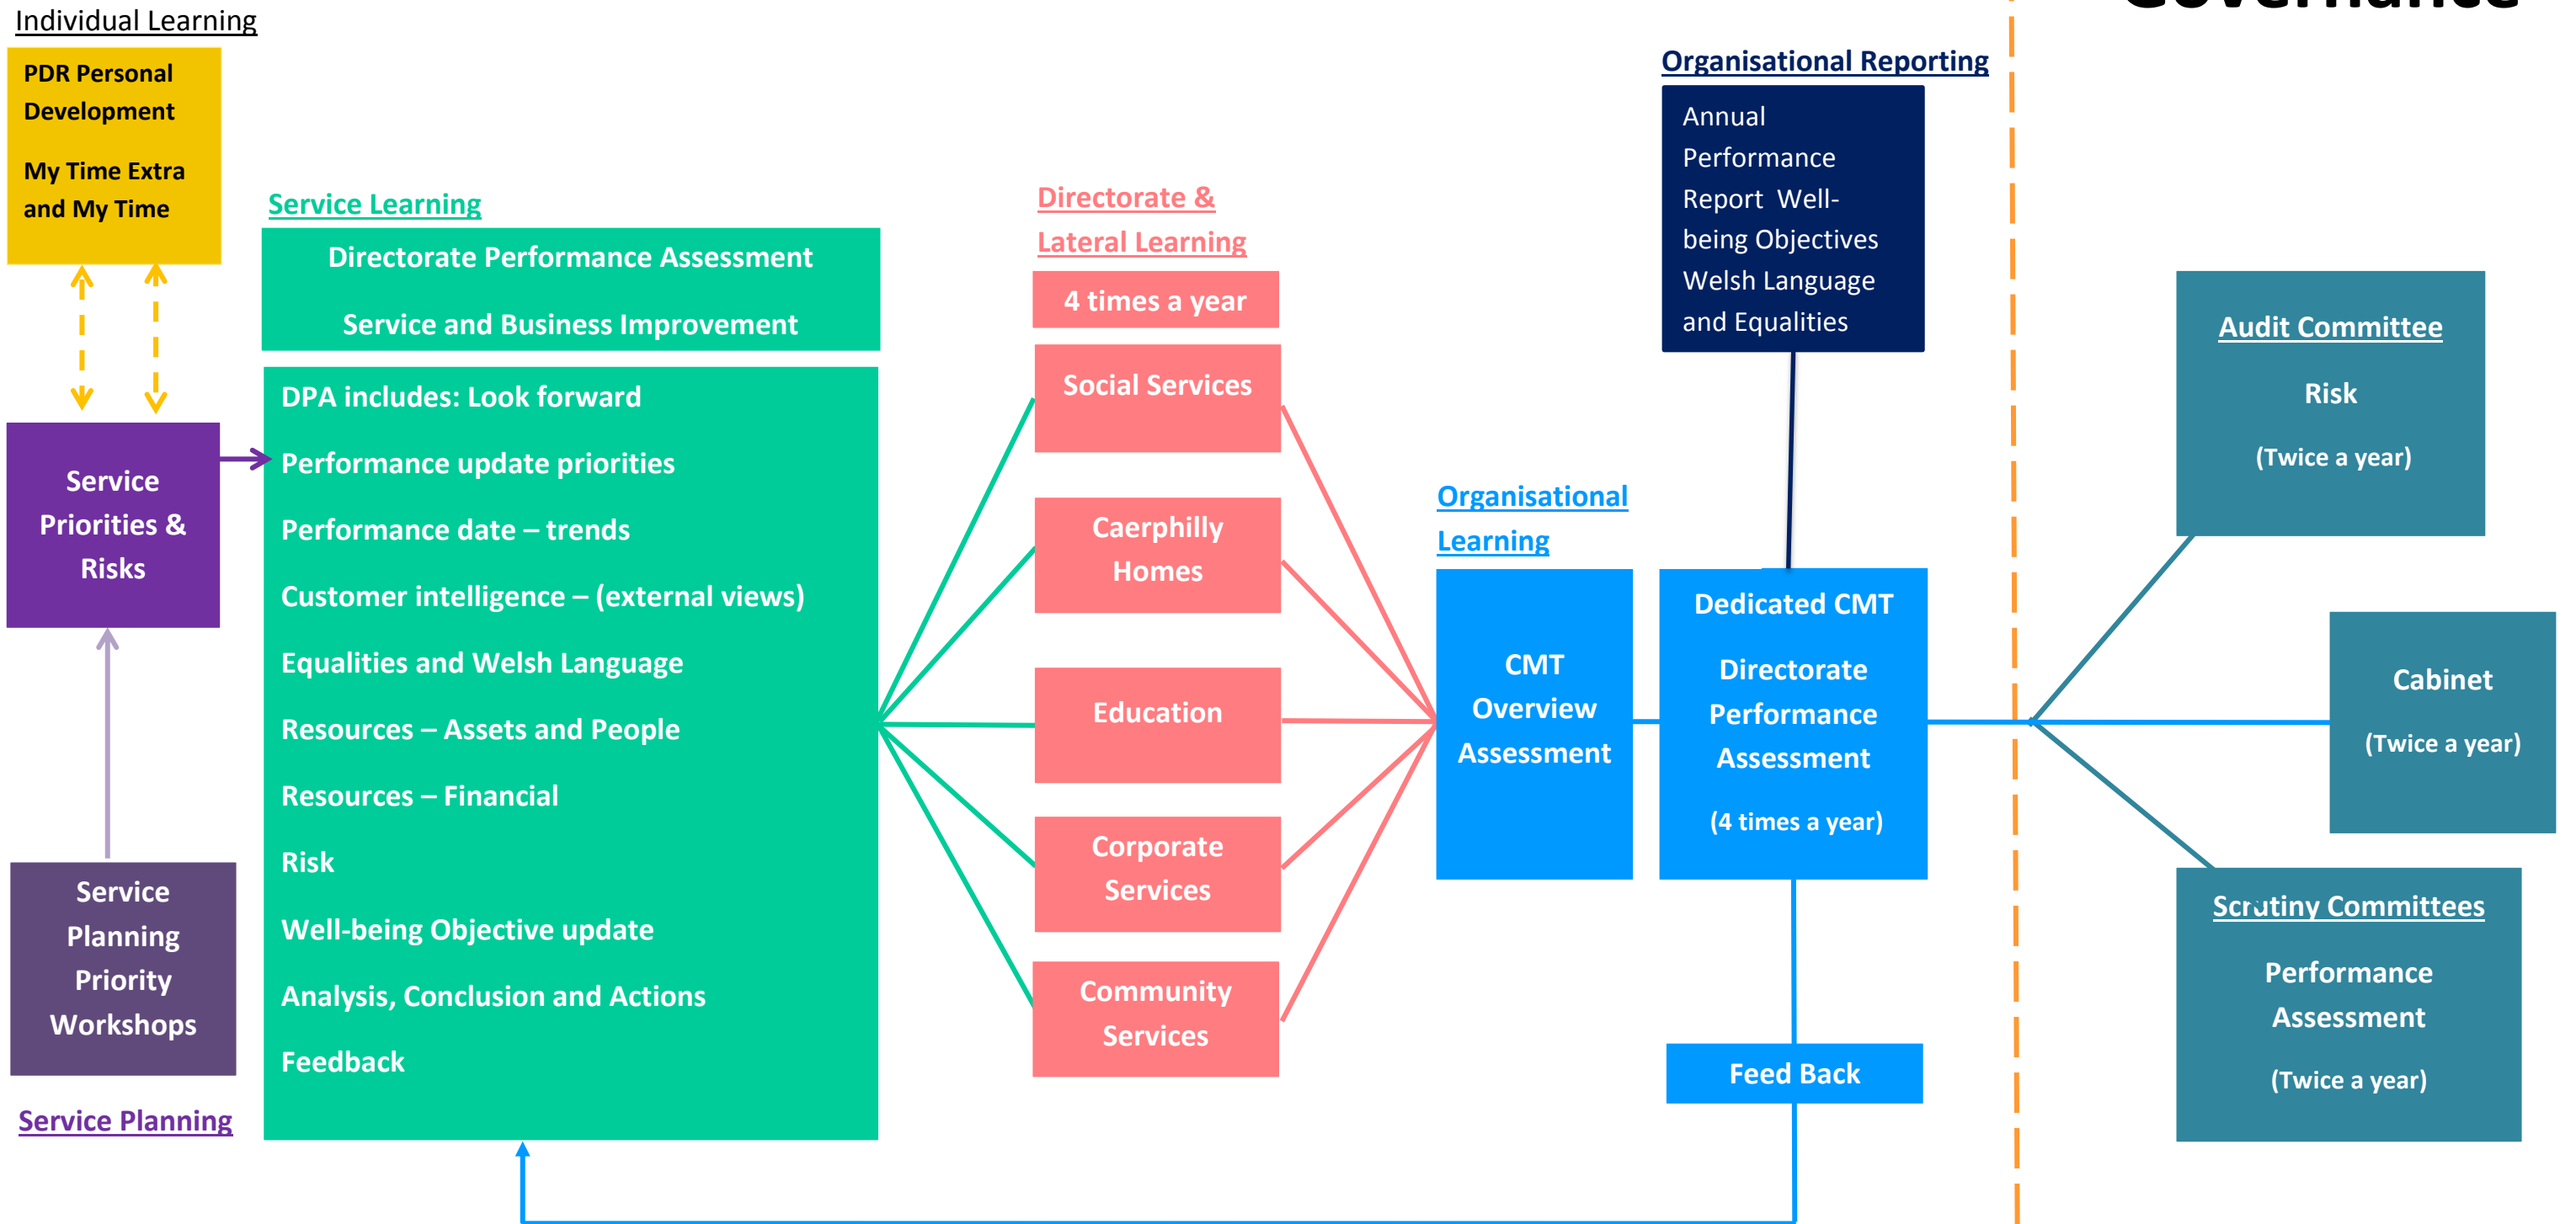 Governance
Individual Learning
PDR Personal
Development
My Time Extra
and My Time
Service
Priorities &
Risks
Service
Planning
Priority
Workshops
Service Planning
Service Learning
Directorate Performance Assessment
Service and Business Improvement
DPA includes: Look forward
Performance update priorities
Performance date – trends
Customer intelligence – (external views)
Equalities and Welsh Language
Resources – Assets and People
Resources – Financial
Risk
Well-being Objective update
Analysis, Conclusion and Actions
Feedback
Directorate &
Lateral Learning
4 times a year
Social Services
Caerphilly
Homes
Education
Corporate
Services
Community
Services
Organisational
Learning
CMT
Overview
Assessment
Organisational Reporting
Annual
Performance
Report Well-
being Objectives
Welsh Language
and Equalities
Dedicated CMT
Directorate
Performance
Assessment
(4 times a year)
Feed Back
Audit Committee
Risk
(Twice a year)
Cabinet
(Twice a year)
Scrutiny Committees
Performance
Assessment
(Twice a year)